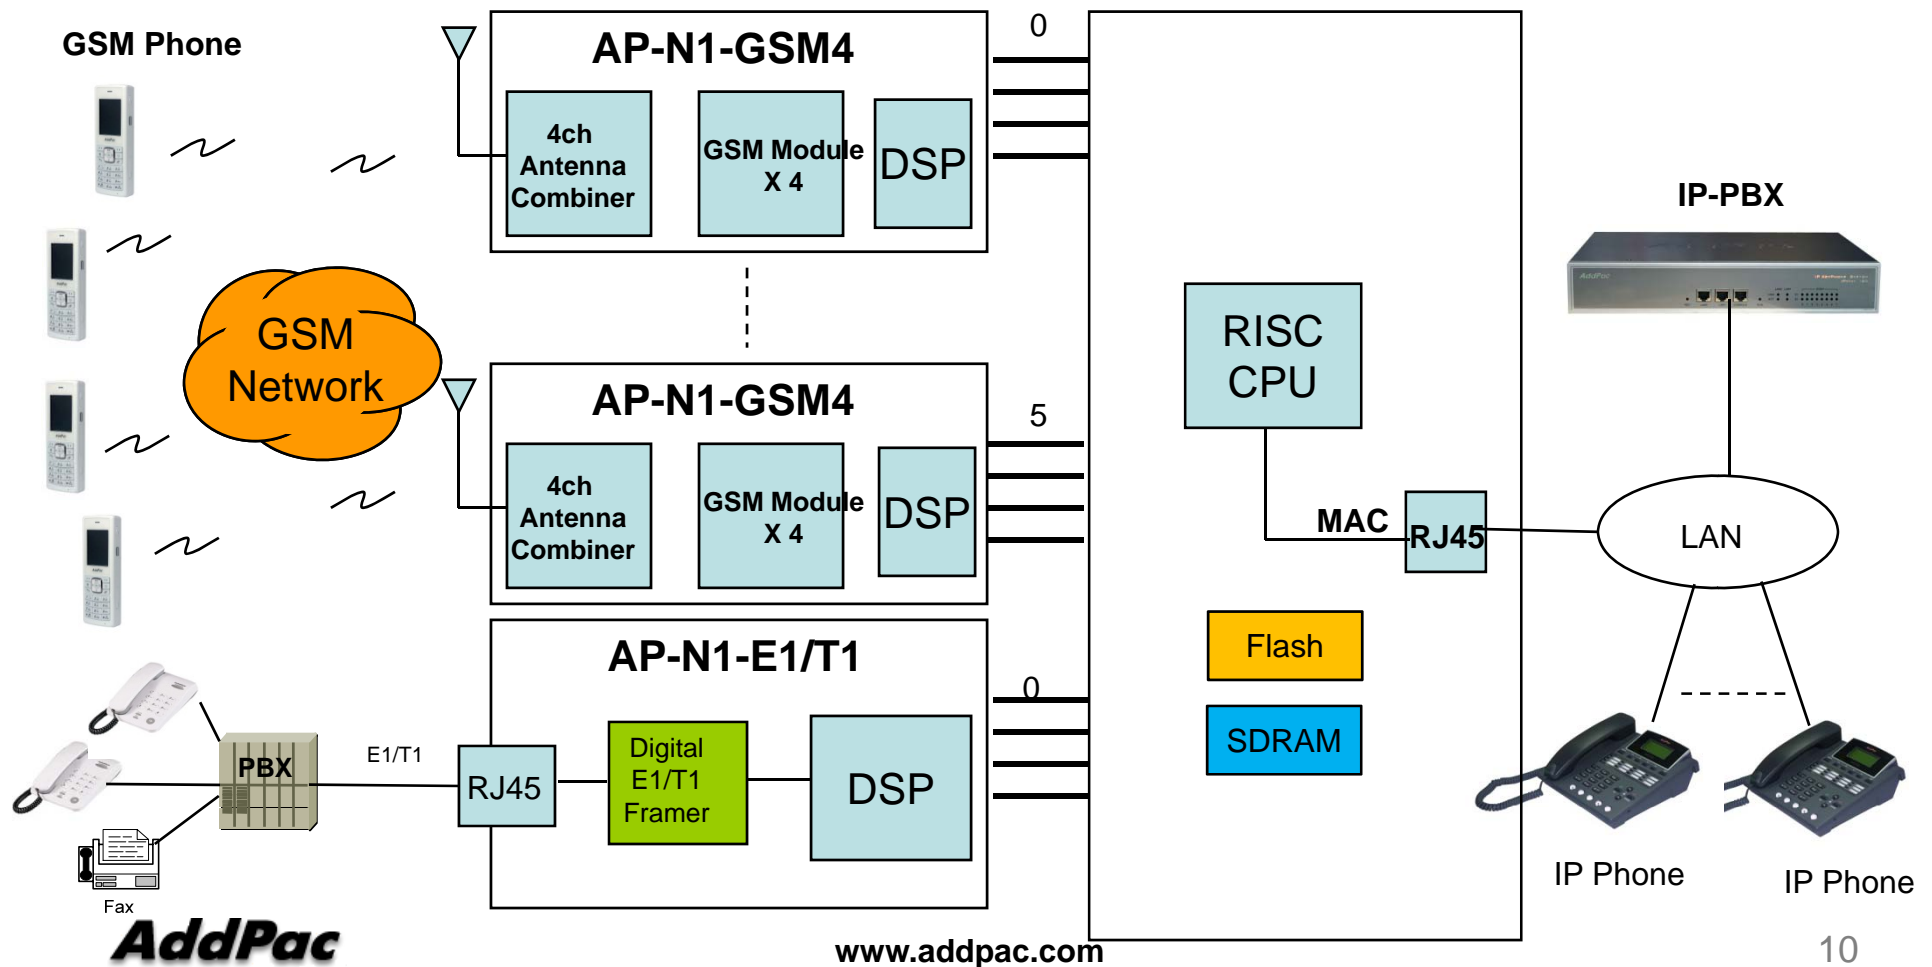 GSM Phone
AP-N1-GSM4
4ch
Antenna
Combiner
GSM Module
X 4
DSP
0
GSM
Network
AP-N1-GSM4
4ch
Antenna
Combiner
GSM Module
X 4
DSP
5
RISC
CPU
MAC
RJ45
Flash
SDRAM
IP-PBX
AddPac
LAN
IP Phone
IP Phone
AP-N1-E1/T1
0
PBX
E1/T1
RJ45
Digital
E1/T1
Framer
DSP
Fax
AddPac
www.addpac.com
10